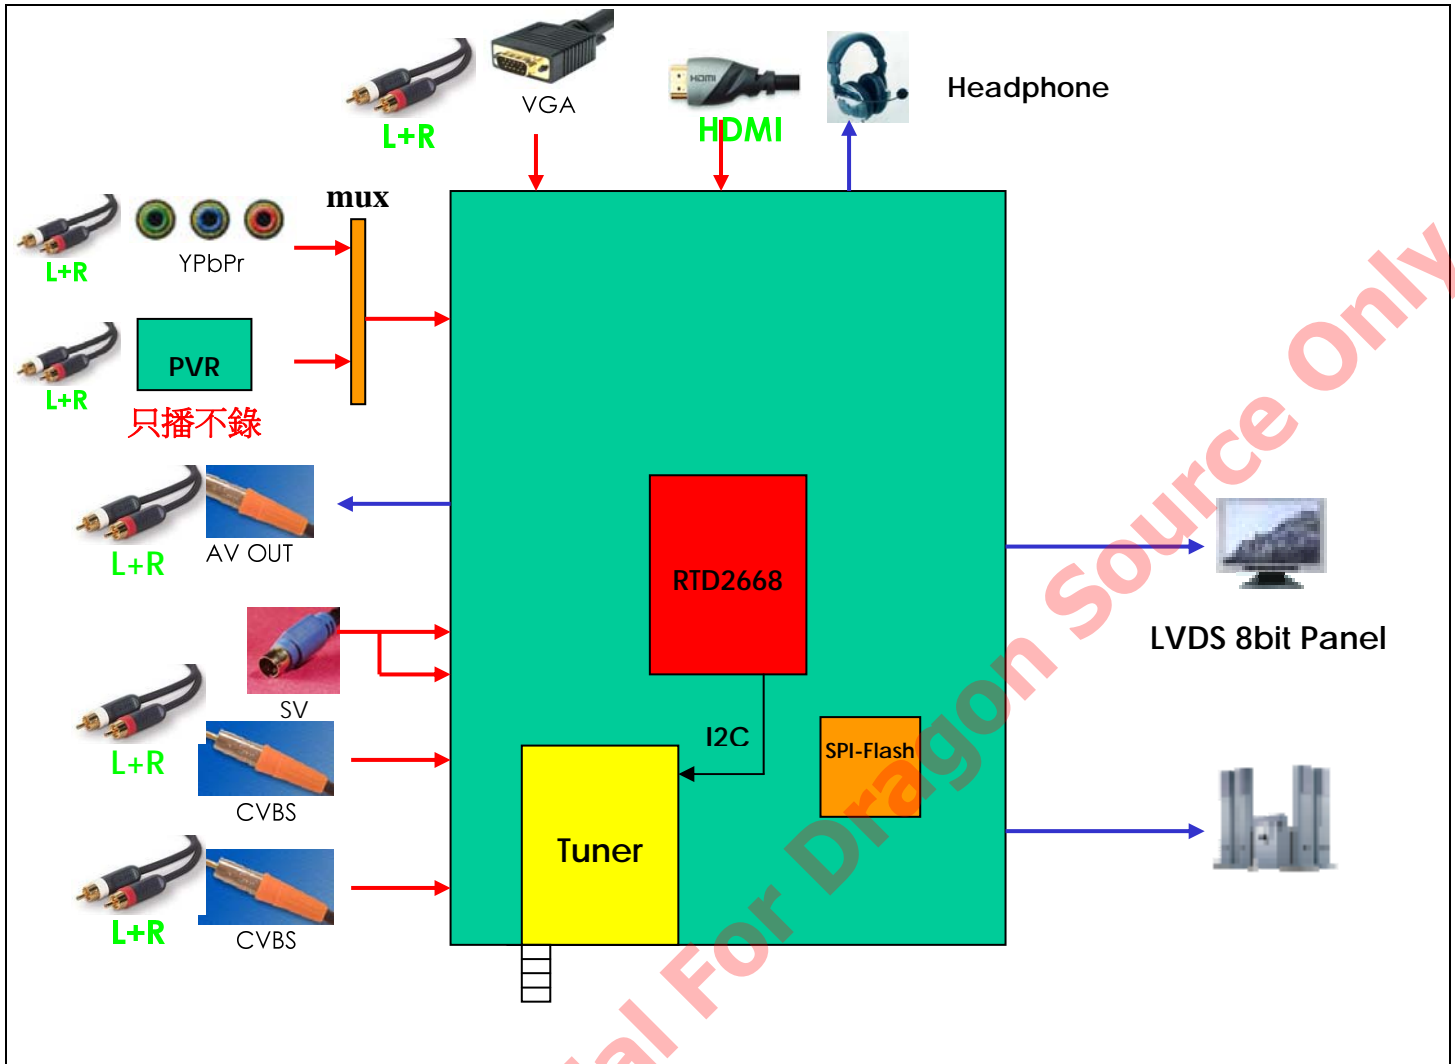 VGA
L+R
HDMI
HDMI
Headphone
mux
YPbPr
L+R
PVR
L+R
只播不錄
AV OUT
L+R
RTD2668
LVDS 8bit Panel
SV
I2C
SPI-Flash
L+R
CVBS
Tuner
L+R
CVBS
ial For Dragon Source Only